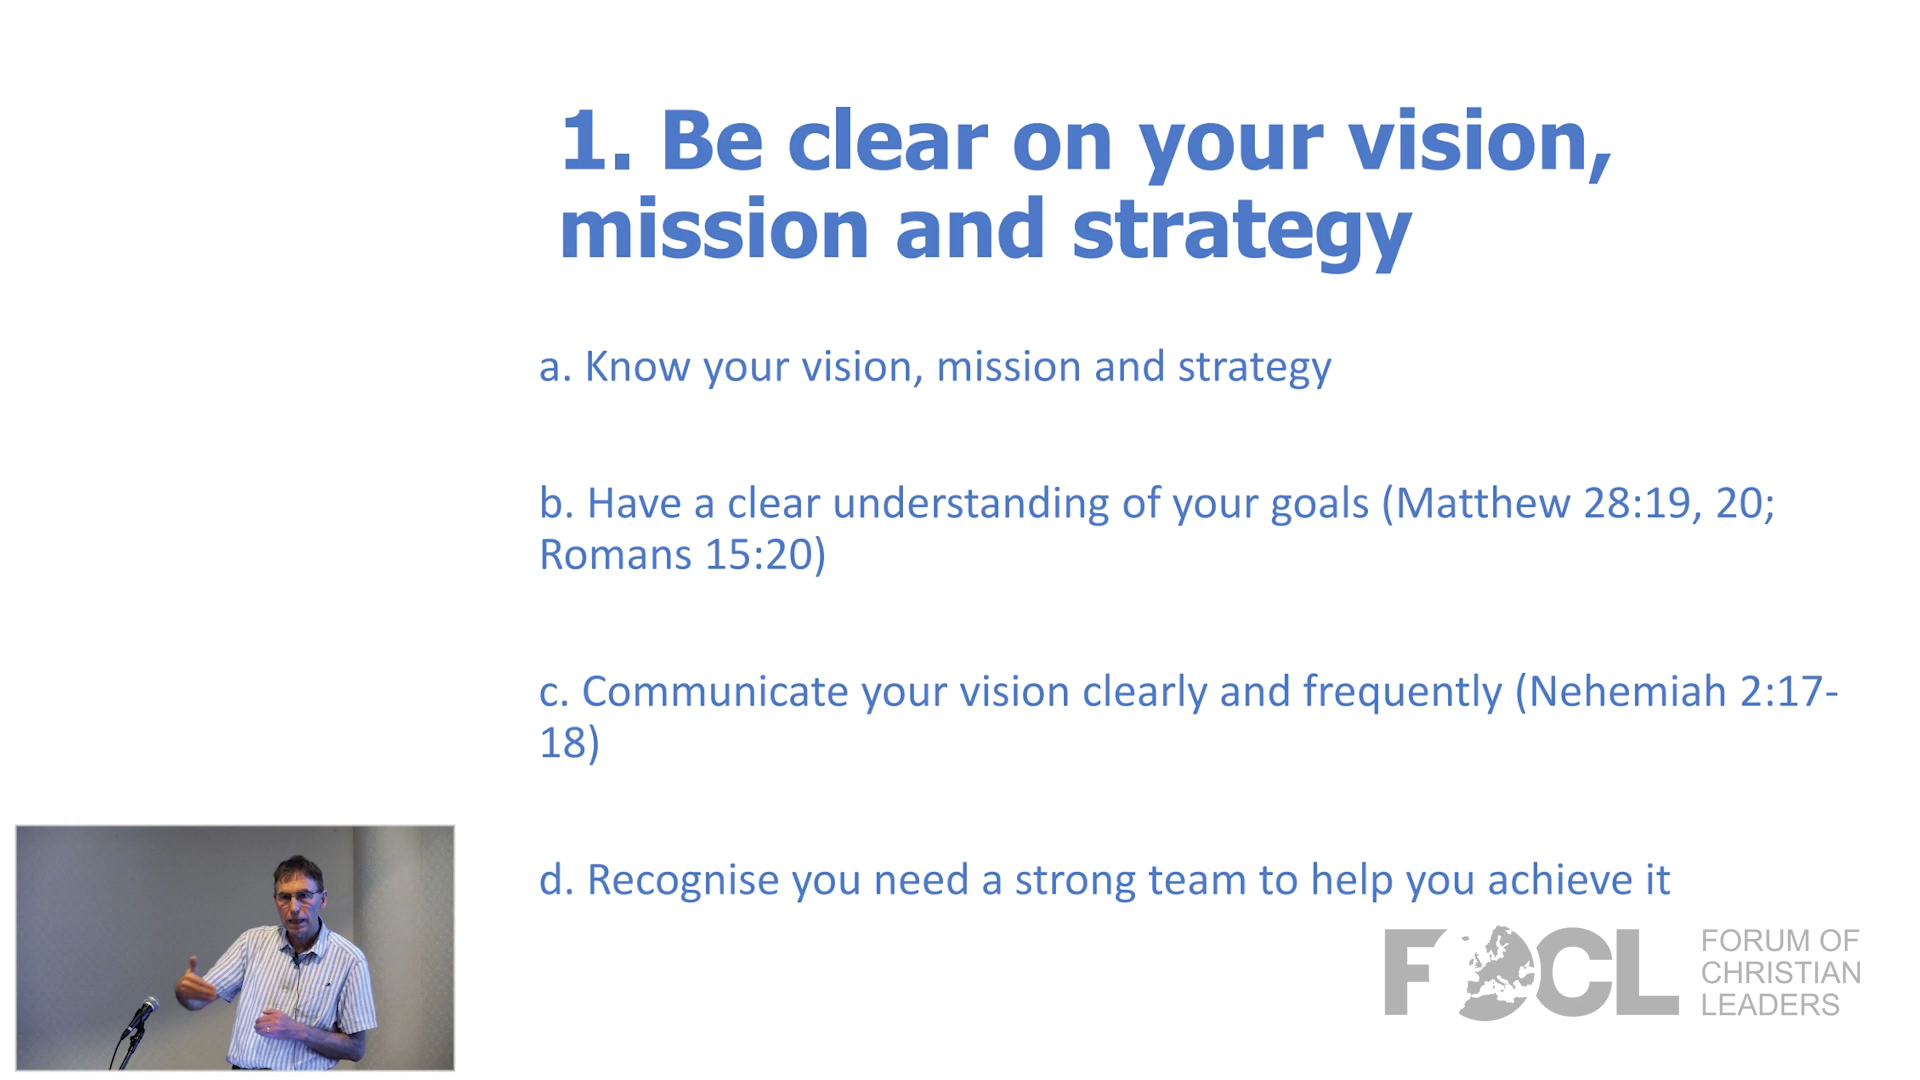 1. Be clear on your vision,
mission and strategy
a. Know your vision, mission and strategy
b. Have a clear understanding of your goals (Matthew 28:19, 20;
Romans 15:20)
c. Communicate your vision clearly and frequently (Nehemiah 2:17-
18)
d. Recognise you need a strong team to help you achieve it
FOCL
FORUM OF
CHRISTIAN
LEADERS